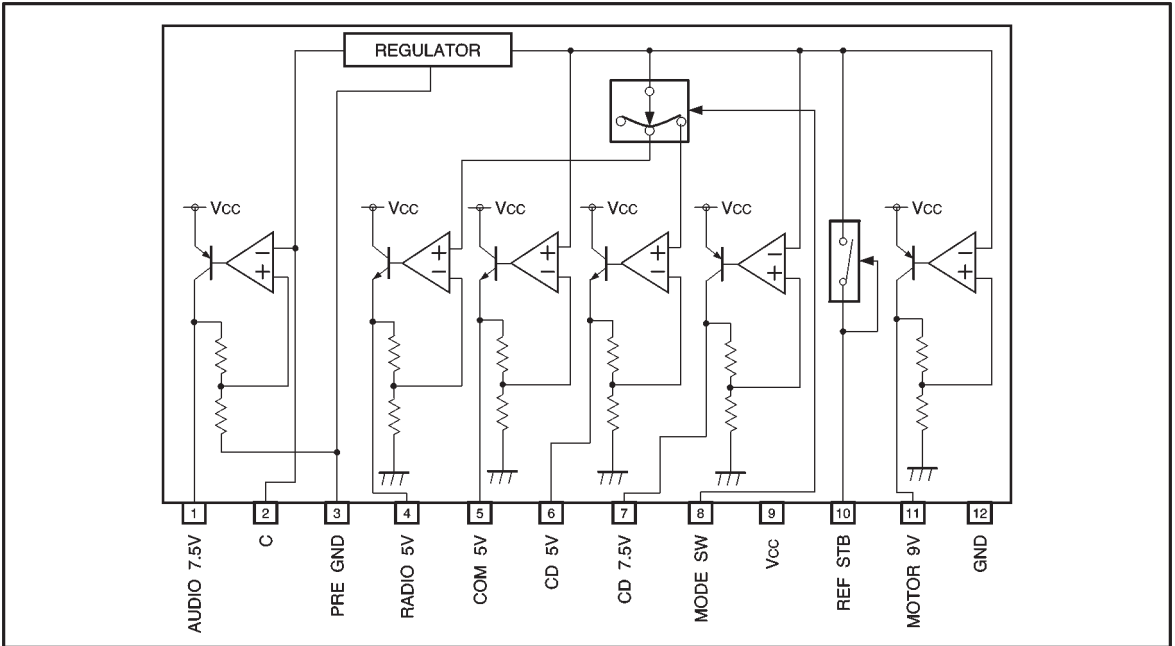 REGULATOR
Vcc
Vcc
Vcc
Vcc
Vcc
Vcc
−
+
+
−
+
−
+
−
−
+
−
+
1
2
3
4
5
6
7
8
9
10
11
12
AUDIO 7.5V
C
PRE GND
RADIO 5V
COM 5V
CD 5V
CD 7.5V
MODE SW
Vcc
REF STB
MOTOR 9V
GND